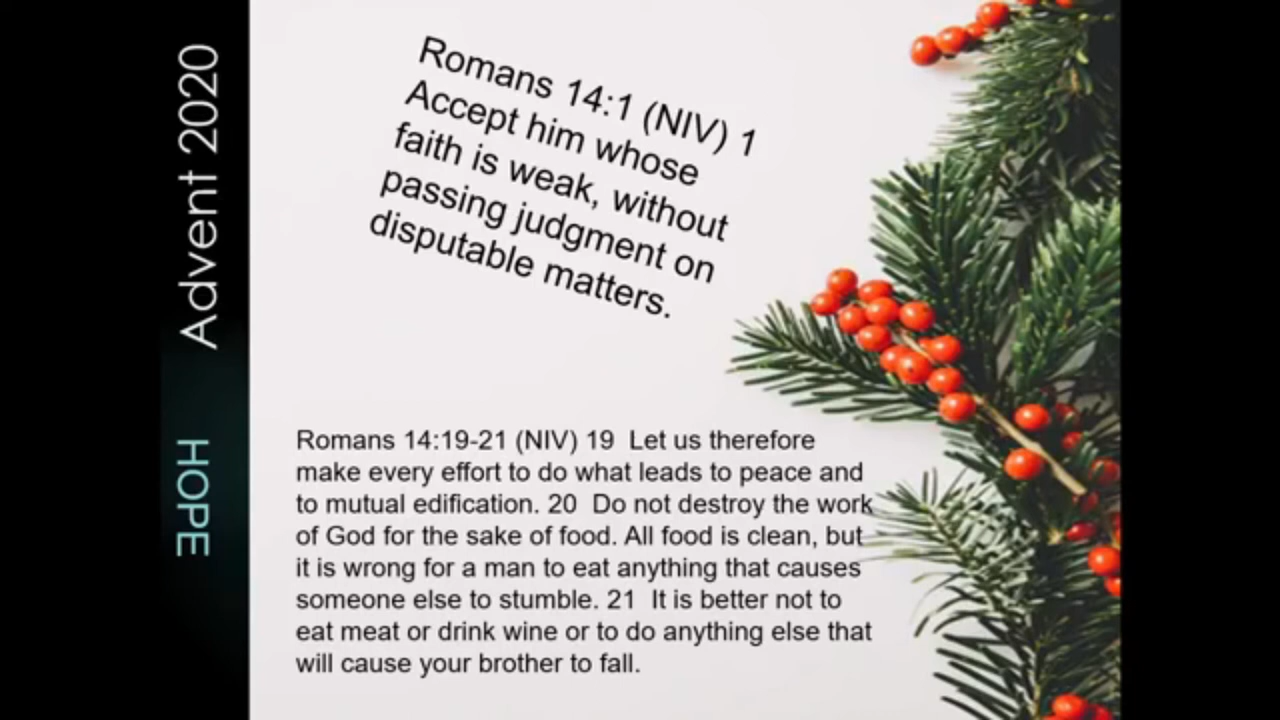 Advent 2020
HOPE
Romans 14:1 (NIV) 1
Accept him whose
faith is weak, without
passing judgment on
disputable matters.
Romans 14:19-21 (NIV) 19  Let us therefore
make every effort to do what leads to peace and
to mutual edification. 20  Do not destroy the work
of God for the sake of food. All food is clean, but
it is wrong for a man to eat anything that causes
someone else to stumble. 21  It is better not to
eat meat or drink wine or to do anything else that
will cause your brother to fall.